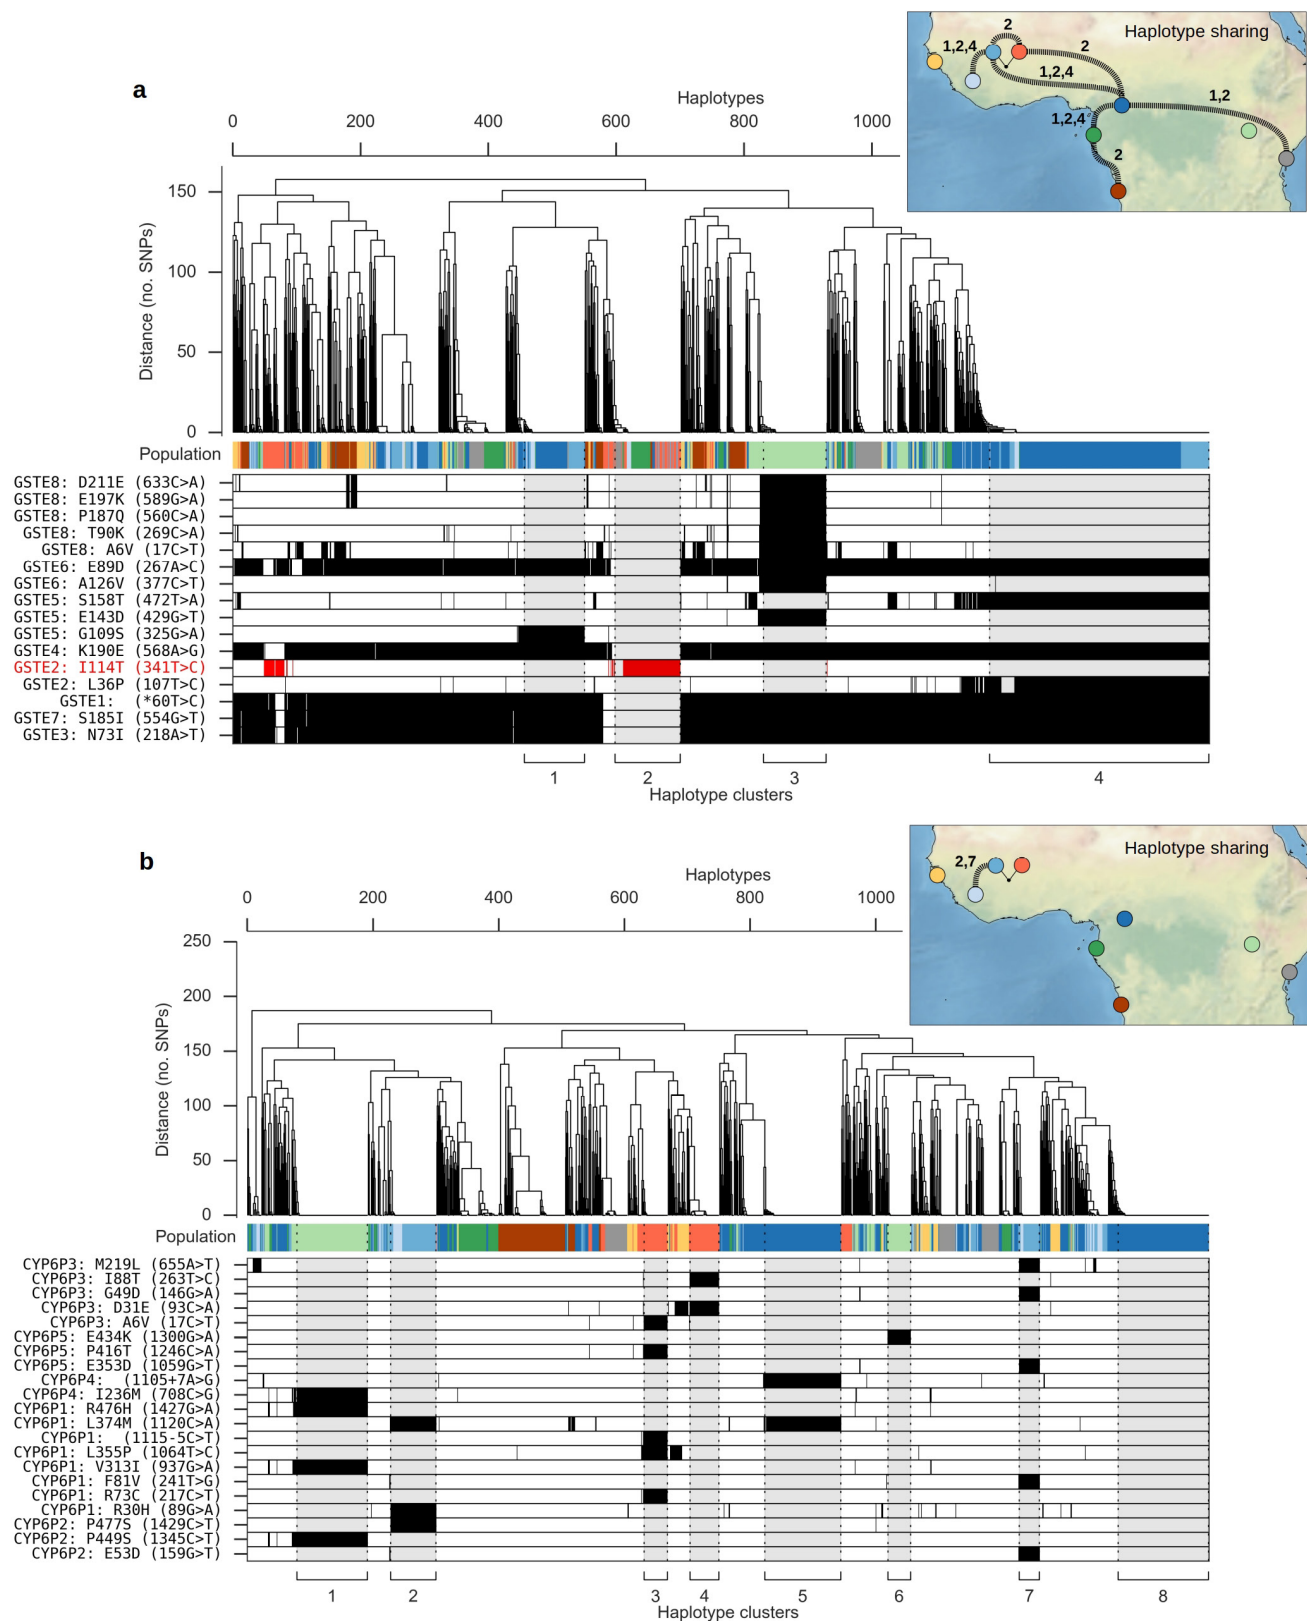 Haplotype sharing
2
1,2,4
2
1,2,4
1,2
1,2,4
2
a
Haplotypes
0 200 400 600 800 1000
Distance (no. SNPs)
150
100
50
0
Population
GSTE8: D211E (633C>A)
GSTE8: E197K (589G>A)
GSTE8: P187Q (560C>A)
GSTE8: T90K (269C>A)
GSTE8: A6V (17C>T)
GSTE6: E89D (267A>C)
GSTE6: A126V (377C>T)
GSTE5: S158T (472T>A)
GSTE5: E143D (429G>T)
GSTE5: G109S (325G>A)
GSTE4: K190E (568A>G)
GSTE2: I114T (341T>C)
GSTE2: L36P (107T>C)
GSTE1: (*60T>C)
GSTE7: S185I (554G>T)
GSTE3: N73I (218A>T)
1 2 3 4
Haplotype clusters
Haplotype sharing
2,7
b
Haplotypes
0 200 400 600 800 1000
Distance (no. SNPs)
250
200
150
100
50
0
Population
CYP6P3: M219L (655A>T)
CYP6P3: I88T (263T>C)
CYP6P3: G49D (146G>A)
CYP6P3: D31E (93C>A)
CYP6P3: A6V (17C>T)
CYP6P5: E434K (1300G>A)
CYP6P5: P416T (1246C>A)
CYP6P5: E353D (1059G>T)
CYP6P4: (1105+7A>G)
CYP6P4: I236M (708C>G)
CYP6P1: R476H (1427G>A)
CYP6P1: L374M (1120C>A)
CYP6P1: (1115-5C>T)
CYP6P1: L355P (1064T>C)
CYP6P1: V313I (937G>A)
CYP6P1: F81V (241T>G)
CYP6P1: R73C (217C>T)
CYP6P1: R30H (89G>A)
CYP6P2: P477S (1429C>T)
CYP6P2: P449S (1345C>T)
CYP6P2: E53D (159G>T)
1 2 3 4 5 6 7 8
Haplotype clusters